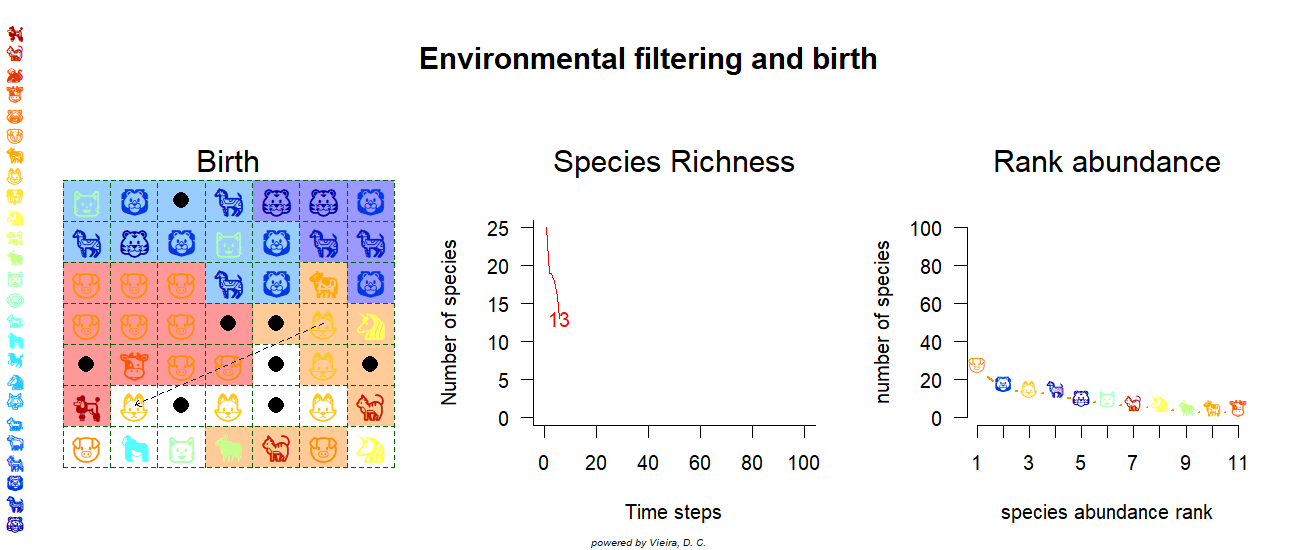 Environmental filtering and birth
Birth
Species Richness
Rank abundance
Number of species
25
20
15
10
5
0
13
0 20 40 60 80 100
Time steps
number of species
100
80
60
40
20
0
1 3 5 7 9 11
species abundance rank
powered by Vieira, D. C.